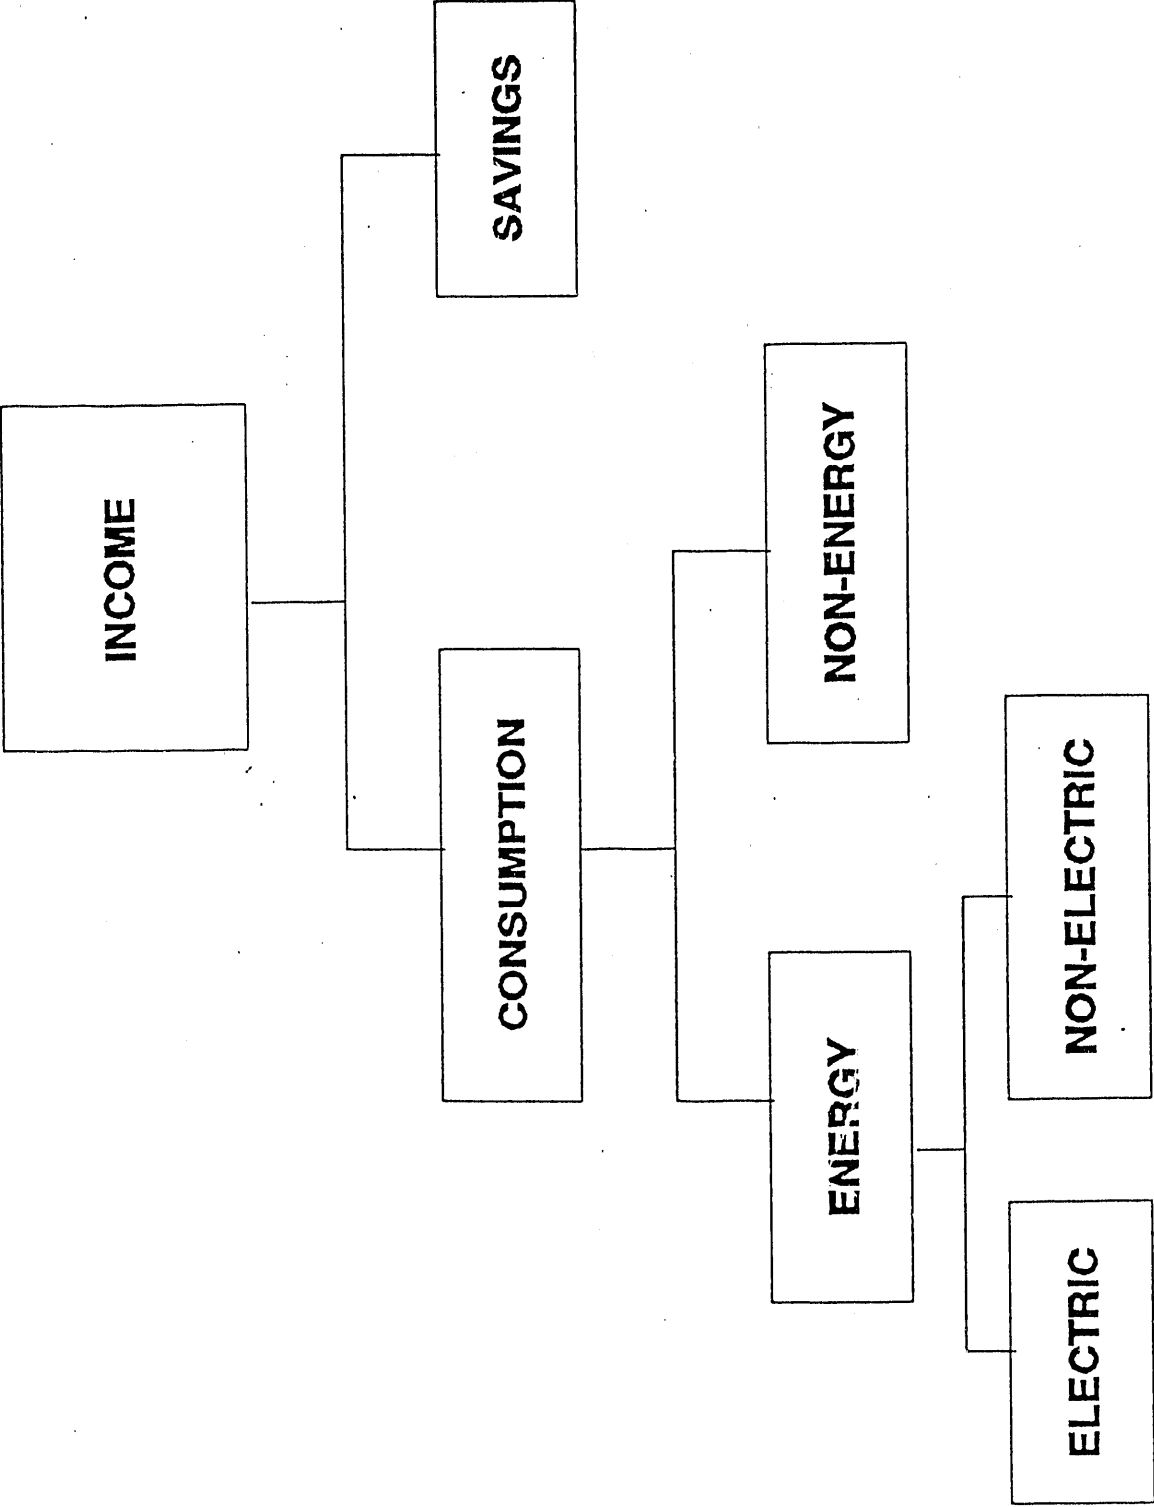 INCOME
CONSUMPTION
SAVINGS
ENERGY
NON-ENERGY
ELECTRIC
NON-ELECTRIC